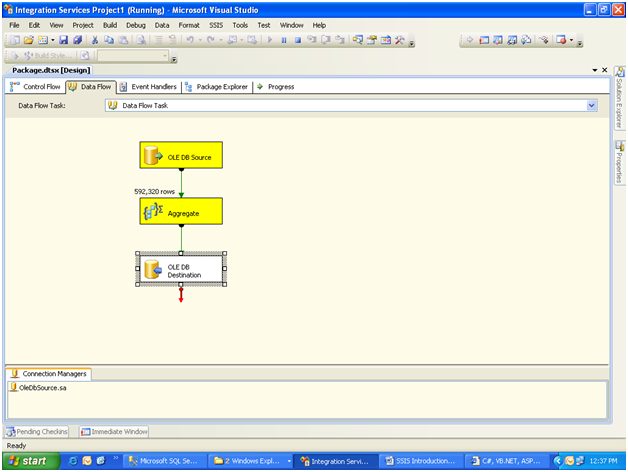 Integration Services Project1 (Running) - Microsoft Visual Studio
File Edit View Project Build Debug Data Format SSIS Tools Test Window Help
Build Style...
Package.dtsx [Design]
Control Flow Data Flow Event Handlers Package Explorer Progress
Data Flow Task: Data Flow Task
Solution Explorer
Properties
OLE DB Source
592,320 rows
Aggregate
OLE DB
Destination
Connection Managers
OleDbSource.sa
Pending Checkins Immediate Window
Ready
start Microsoft SQL Se... 2 Windows Expl... Integration Servi... SSIS Introduction... C#, VB.NET, ASP... 12:37 PM